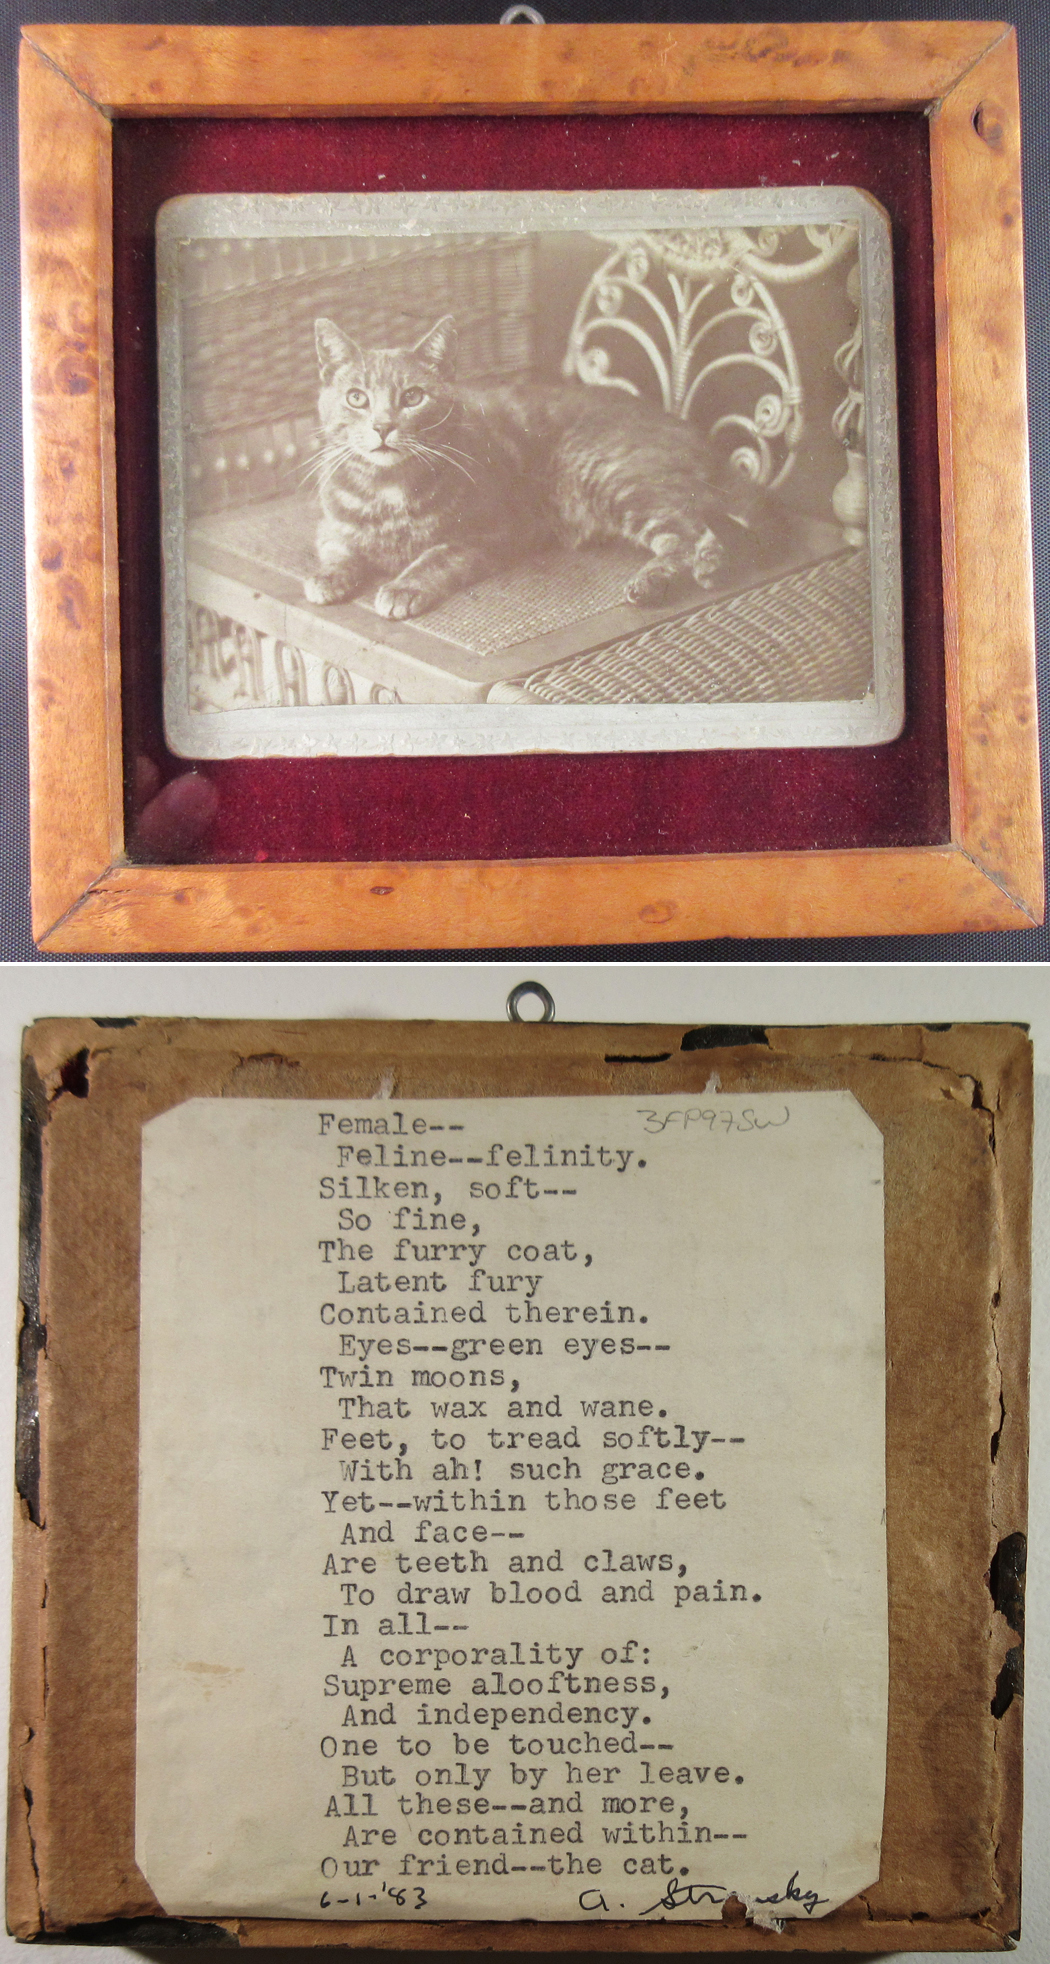 Female--
3FP97SW
Feline--felinity.
Silken, soft--
So fine,
The furry coat,
Latent fury
Contained therein.
Eyes--green eyes--
Twin moons,
That wax and wane.
Feet, to tread softly--
With ah! such grace.
Yet--within those feet
And face--
Are teeth and claws,
To draw blood and pain.
In all--
A corporality of:
Supreme alooftness,
And independency.
One to be touched--
But only by her leave.
All these--and more,
Are contained within--
Our friend--the cat.
6-1-'83
A.